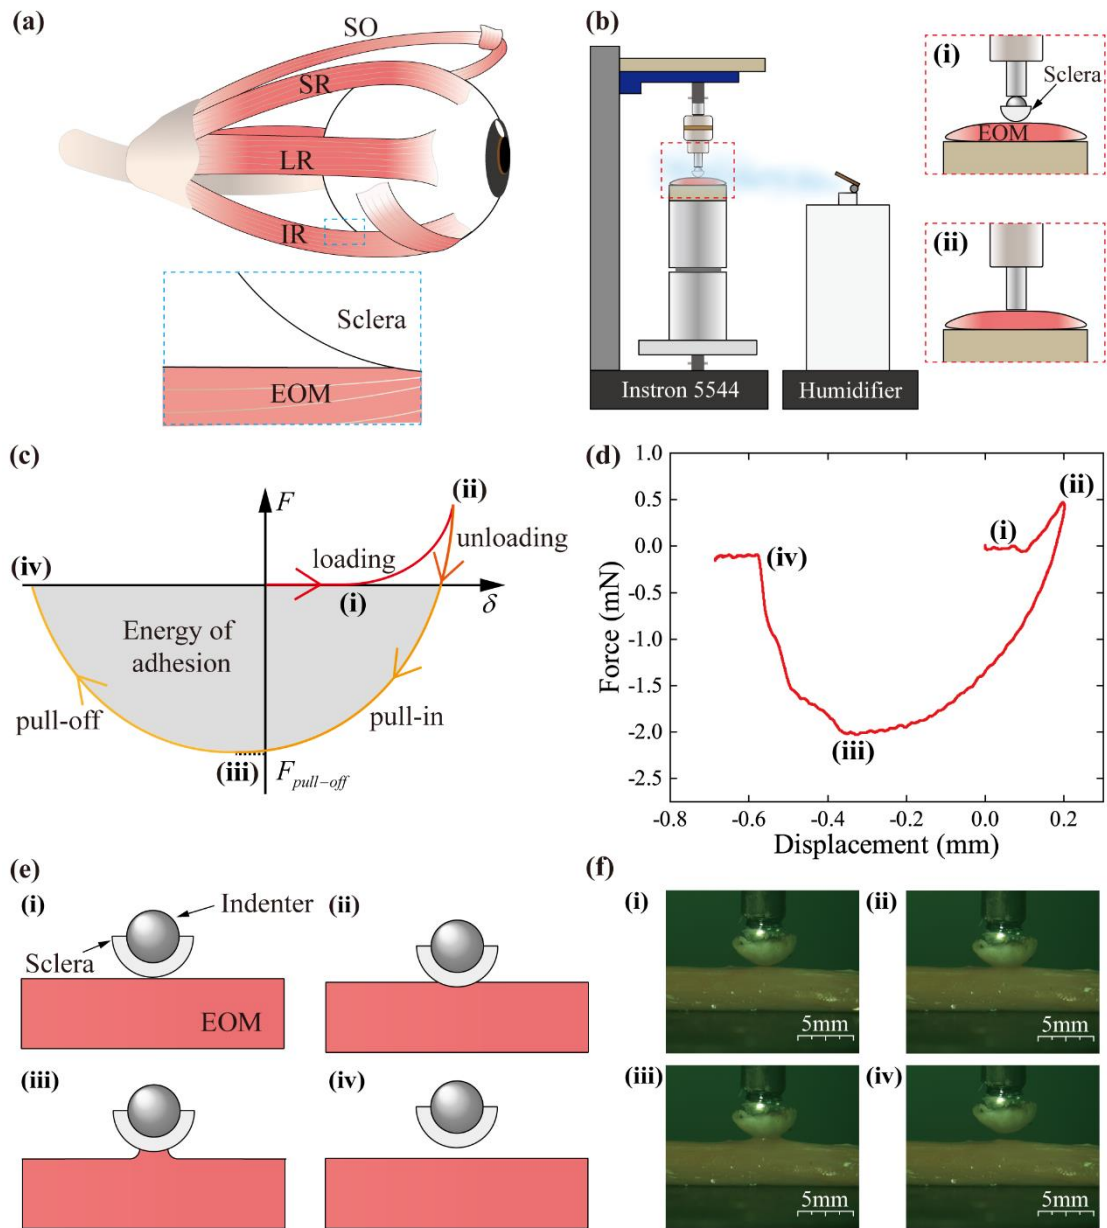 (a)
SO
SR
LR
IR
Sclera
EOM
(b)
Instron 5544
Humidifier
(i)
Sclera
EOM
(ii)
(c)
F
(ii)
loading
unloading
(iv)
(i)
δ
Energy of
adhesion
pull-off
pull-in
(iii)
F pull−off
(d)
1.0
0.5
0.0
-0.5
-1.0
-1.5
-2.0
-2.5
Force (mN)
(ii)
(i)
(iv)
(iii)
-0.8
-0.6
-0.4
-0.2
0.0
0.2
Displacement (mm)
(e)
(i)
Indenter
Sclera
EOM
(ii)
(iii)
(iv)
(f)
(i)
5mm
(ii)
5mm
(iii)
5mm
(iv)
5mm